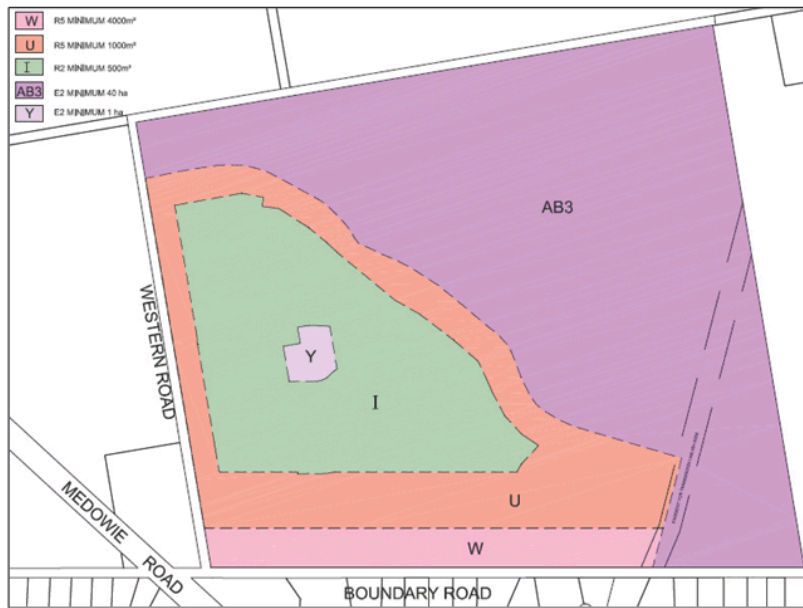 W R5 MINIMUM 4000m²
U R5 MINIMUM 1000m²
I R2 MINIMUM 500m²
AB3 E2 MINIMUM 40 ha
Y E2 MINIMUM 1 ha
AB3
WESTERN ROAD
Y
I
MEDOWIE ROAD
U
W
BOUNDARY ROAD